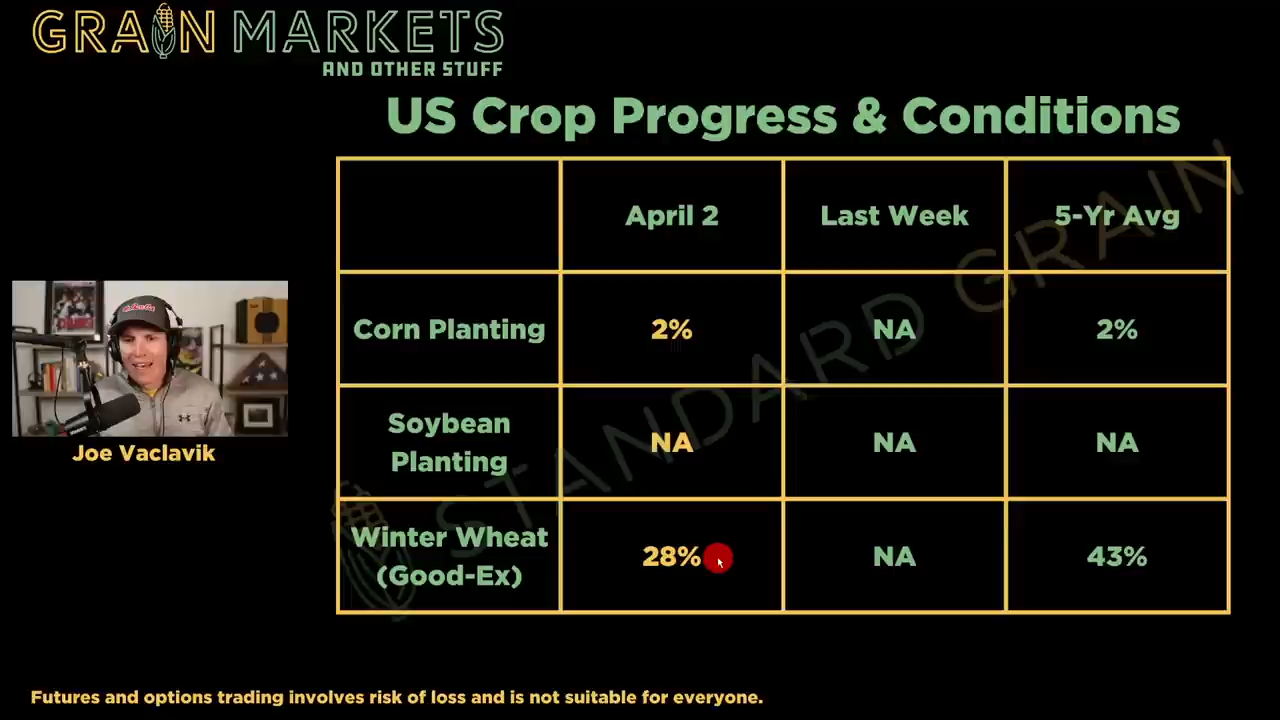 GRAIN MARKETS
AND OTHER STUFF
US Crop Progress & Conditions
April 2
Last Week
5-Yr Avg
Corn Planting
2%
NA
2%
Soybean
Planting
NA
NA
NA
Winter Wheat
(Good-Ex)
28%
NA
43%
STANDARD GRAIN
Joe Vaclavik
Futures and options trading involves risk of loss and is not suitable for everyone.